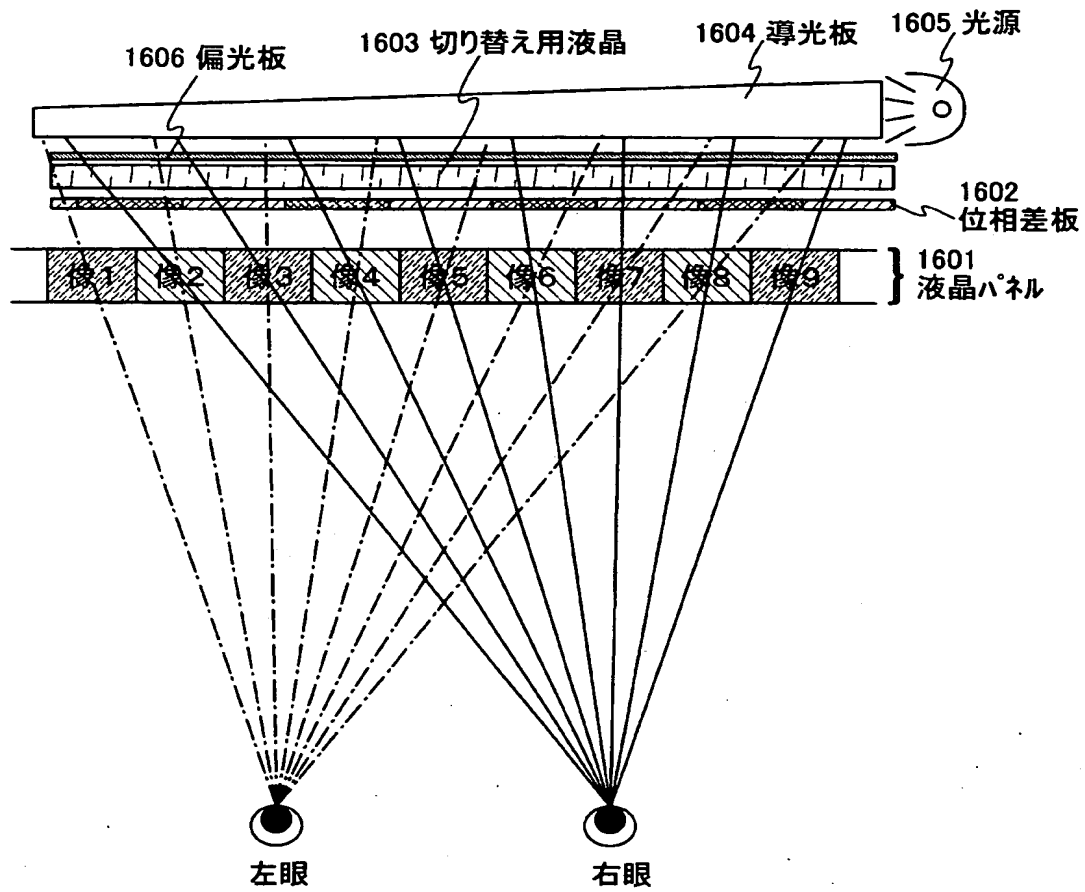 1605 光源
1604 導光板
1603 切り替え用液晶
1606 偏光板
1602
位相差板
1601
液晶パネル
像1 像2 像3 像4 像5 像6 像7 像8 像9
左眼 右眼